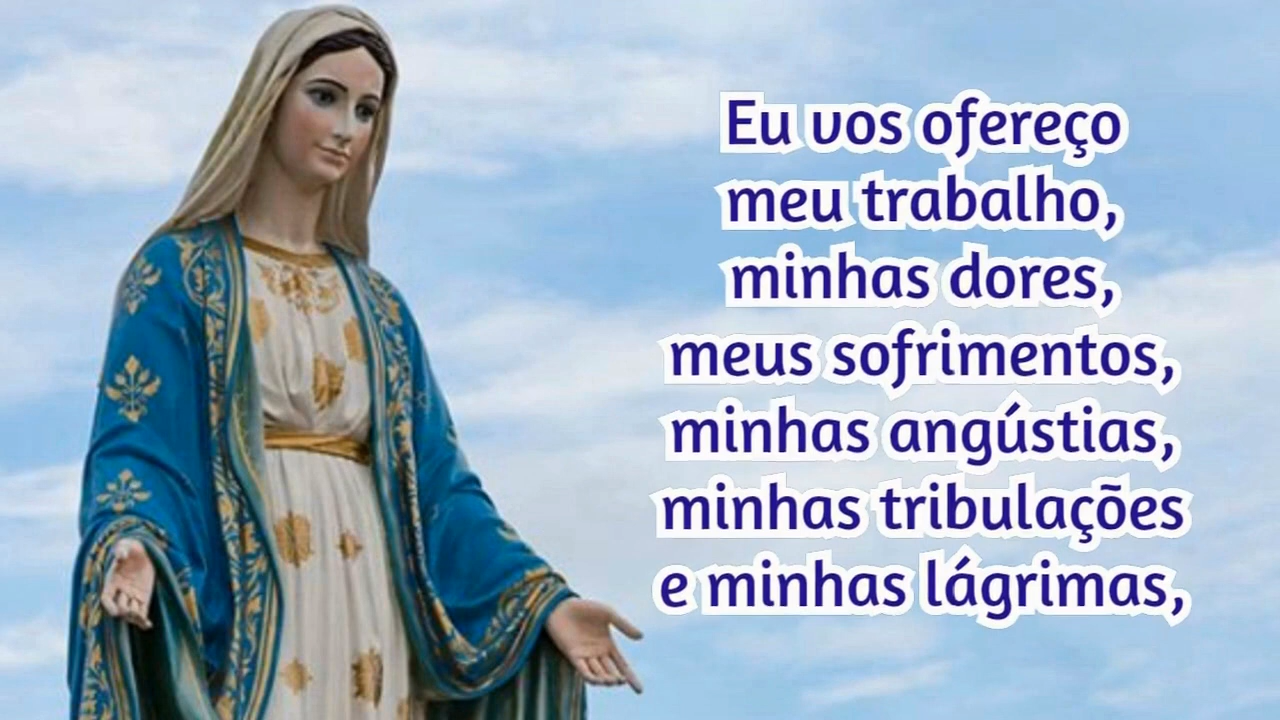 Eu vos ofereço
meu trabalho,
minhas dores,
meus sofrimentos,
minhas angústias,
minhas tribulações
e minhas lágrimas,